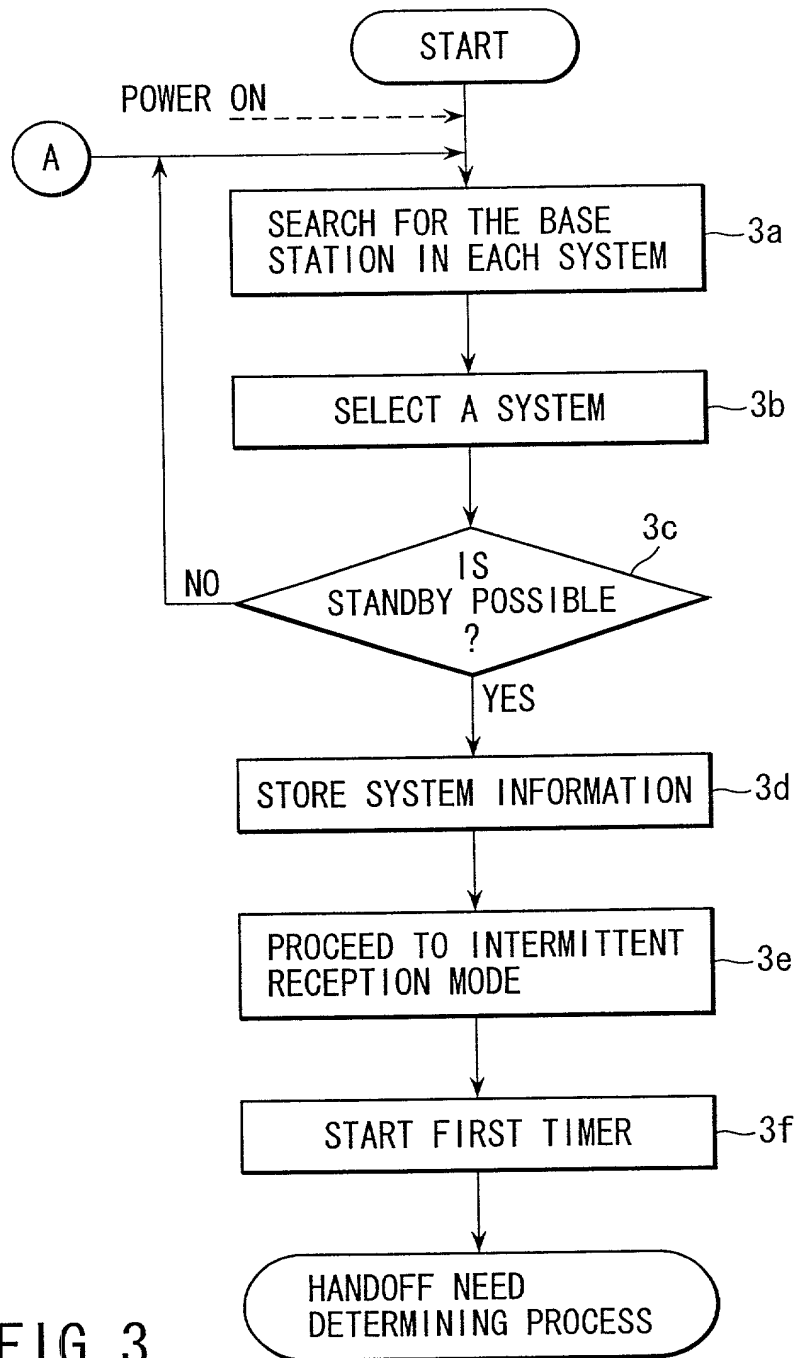 START
POWER ON
A
SEARCH FOR THE BASE
STATION IN EACH SYSTEM
3a
SELECT A SYSTEM
3b
3c
IS
STANDBY POSSIBLE
?
NO
YES
STORE SYSTEM INFORMATION
3d
PROCEED TO INTERMITTENT
RECEPTION MODE
3e
START FIRST TIMER
3f
HANDOFF NEED
DETERMINING PROCESS
FIG. 3